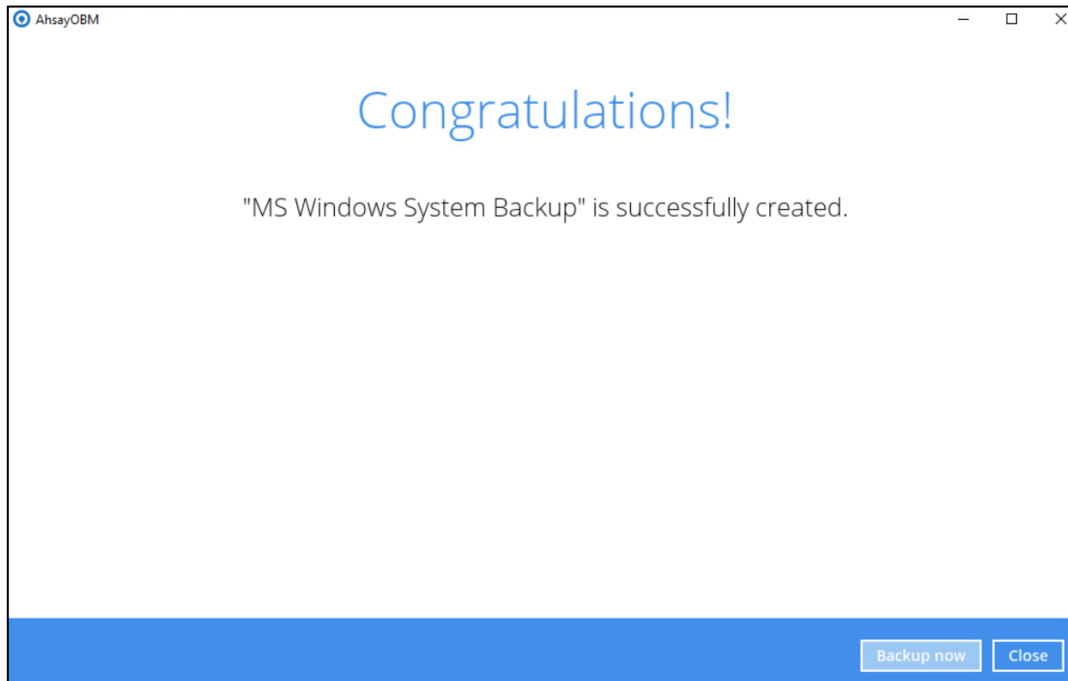 AhsayOBM
Congratulations!
"MS Windows System Backup" is successfully created.
Backup now Close